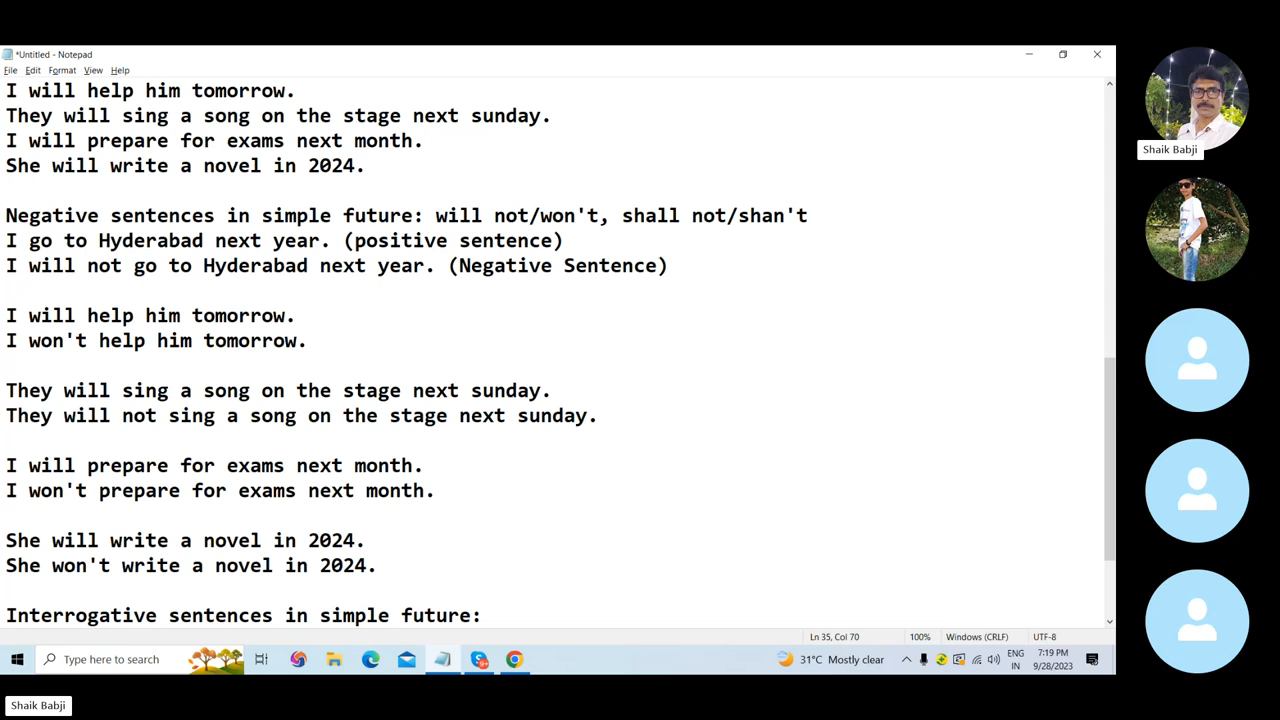 *Untitled - Notepad
File Edit Format View Help
I will help him tomorrow.
They will sing a song on the stage next sunday.
I will prepare for exams next month.
She will write a novel in 2024.
Negative sentences in simple future: will not/won't, shall not/shan't
I go to Hyderabad next year. (positive sentence)
I will not go to Hyderabad next year. (Negative Sentence)
I will help him tomorrow.
I won't help him tomorrow.
They will sing a song on the stage next sunday.
They will not sing a song on the stage next sunday.
I will prepare for exams next month.
I won't prepare for exams next month.
She will write a novel in 2024.
She won't write a novel in 2024.
Interrogative sentences in simple future:
Ln 35, Col 70 100% Windows (CRLF) UTF-8
Type here to search
31°C Mostly clear
ENG
IN
7:19 PM
9/28/2023
Shaik Babji
Shaik Babji